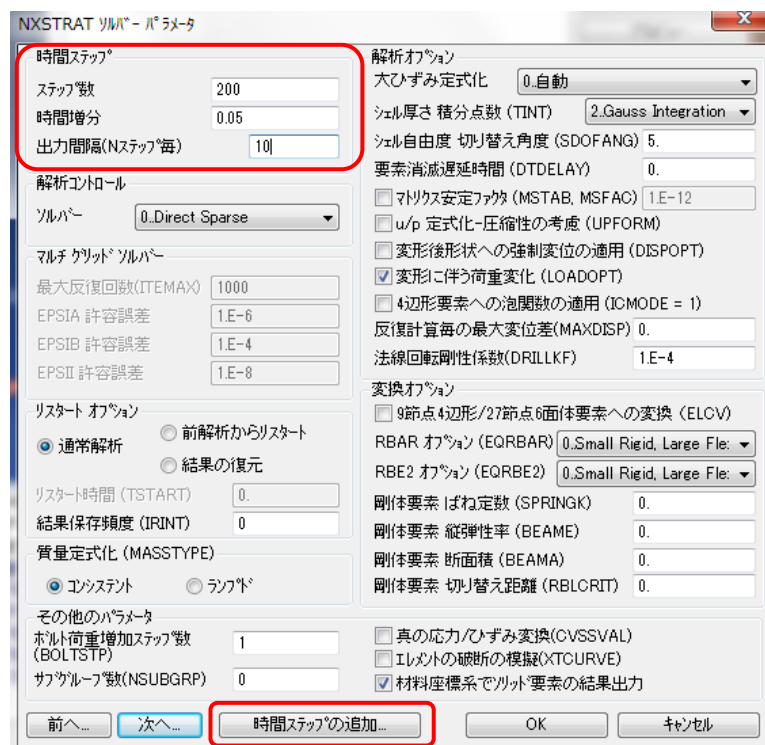 NXSTRAT ソルバー パラメータ
時間ステップ
ステップ数 200
時間増分 0.05
出力間隔(Nステップ毎) 10
解析コントロール
ソルバー 0..Direct Sparse
マルチ グリッド ソルバー
最大反復回数(ITEMAX) 1000
EPSIA 許容誤差 1.E-6
EPSIB 許容誤差 1.E-4
EPSII 許容誤差 1.E-8
リスタート オプション
通常解析
前解析からリスタート
結果の復元
リスタート時間 (TSTART) 0.
結果保存頻度 (IRINT) 0
質量定式化 (MASSTYPE)
コンシステント ランプド
その他のパラメータ
ボルト荷重増加ステップ数 (BOLTSTP) 1
サブグループ数(NSUBGRP) 0
解析オプション
大ひずみ定式化 0..自動
シェル厚さ 積分点数 (TINT) 2..Gauss Integration
シェル自由度 切り替え角度 (SDOFANG) 5.
要素消滅遅延時間 (DTDELAY) 0.
マトリクス安定ファクタ (MSTAB, MSFAC) 1.E-12
u/p 定式化-圧縮性の考慮 (UPFORM)
変形後形状への強制変位の適用 (DISPOPT)
変形に伴う荷重変化 (LOADOPT)
4辺形要素への泡関数の適用 (ICMODE = 1)
反復計算毎の最大変位差(MAXDISP) 0.
法線回転剛性係数(DRILLKF) 1.E-4
変換オプション
9節点4辺形/27節点6面体要素への変換 (ELCV)
RBAR オプション (EQRBAR) 0..Small Rigid, Large Fle:
RBE2 オプション (EQRBE2) 0..Small Rigid, Large Fle:
剛体要素 ばね定数 (SPRINGK) 0.
剛体要素 縦弾性率 (BEAME) 0.
剛体要素 断面積 (BEAMA) 0.
剛体要素 切り替え距離 (RBLCRIT) 0.
真の応力/ひずみ変換(CVSSVAL)
エレメントの破断の模擬(XTCURVE)
材料座標系でソリッド要素の結果出力
前へ... 次へ... 時間ステップの追加... OK キャンセル